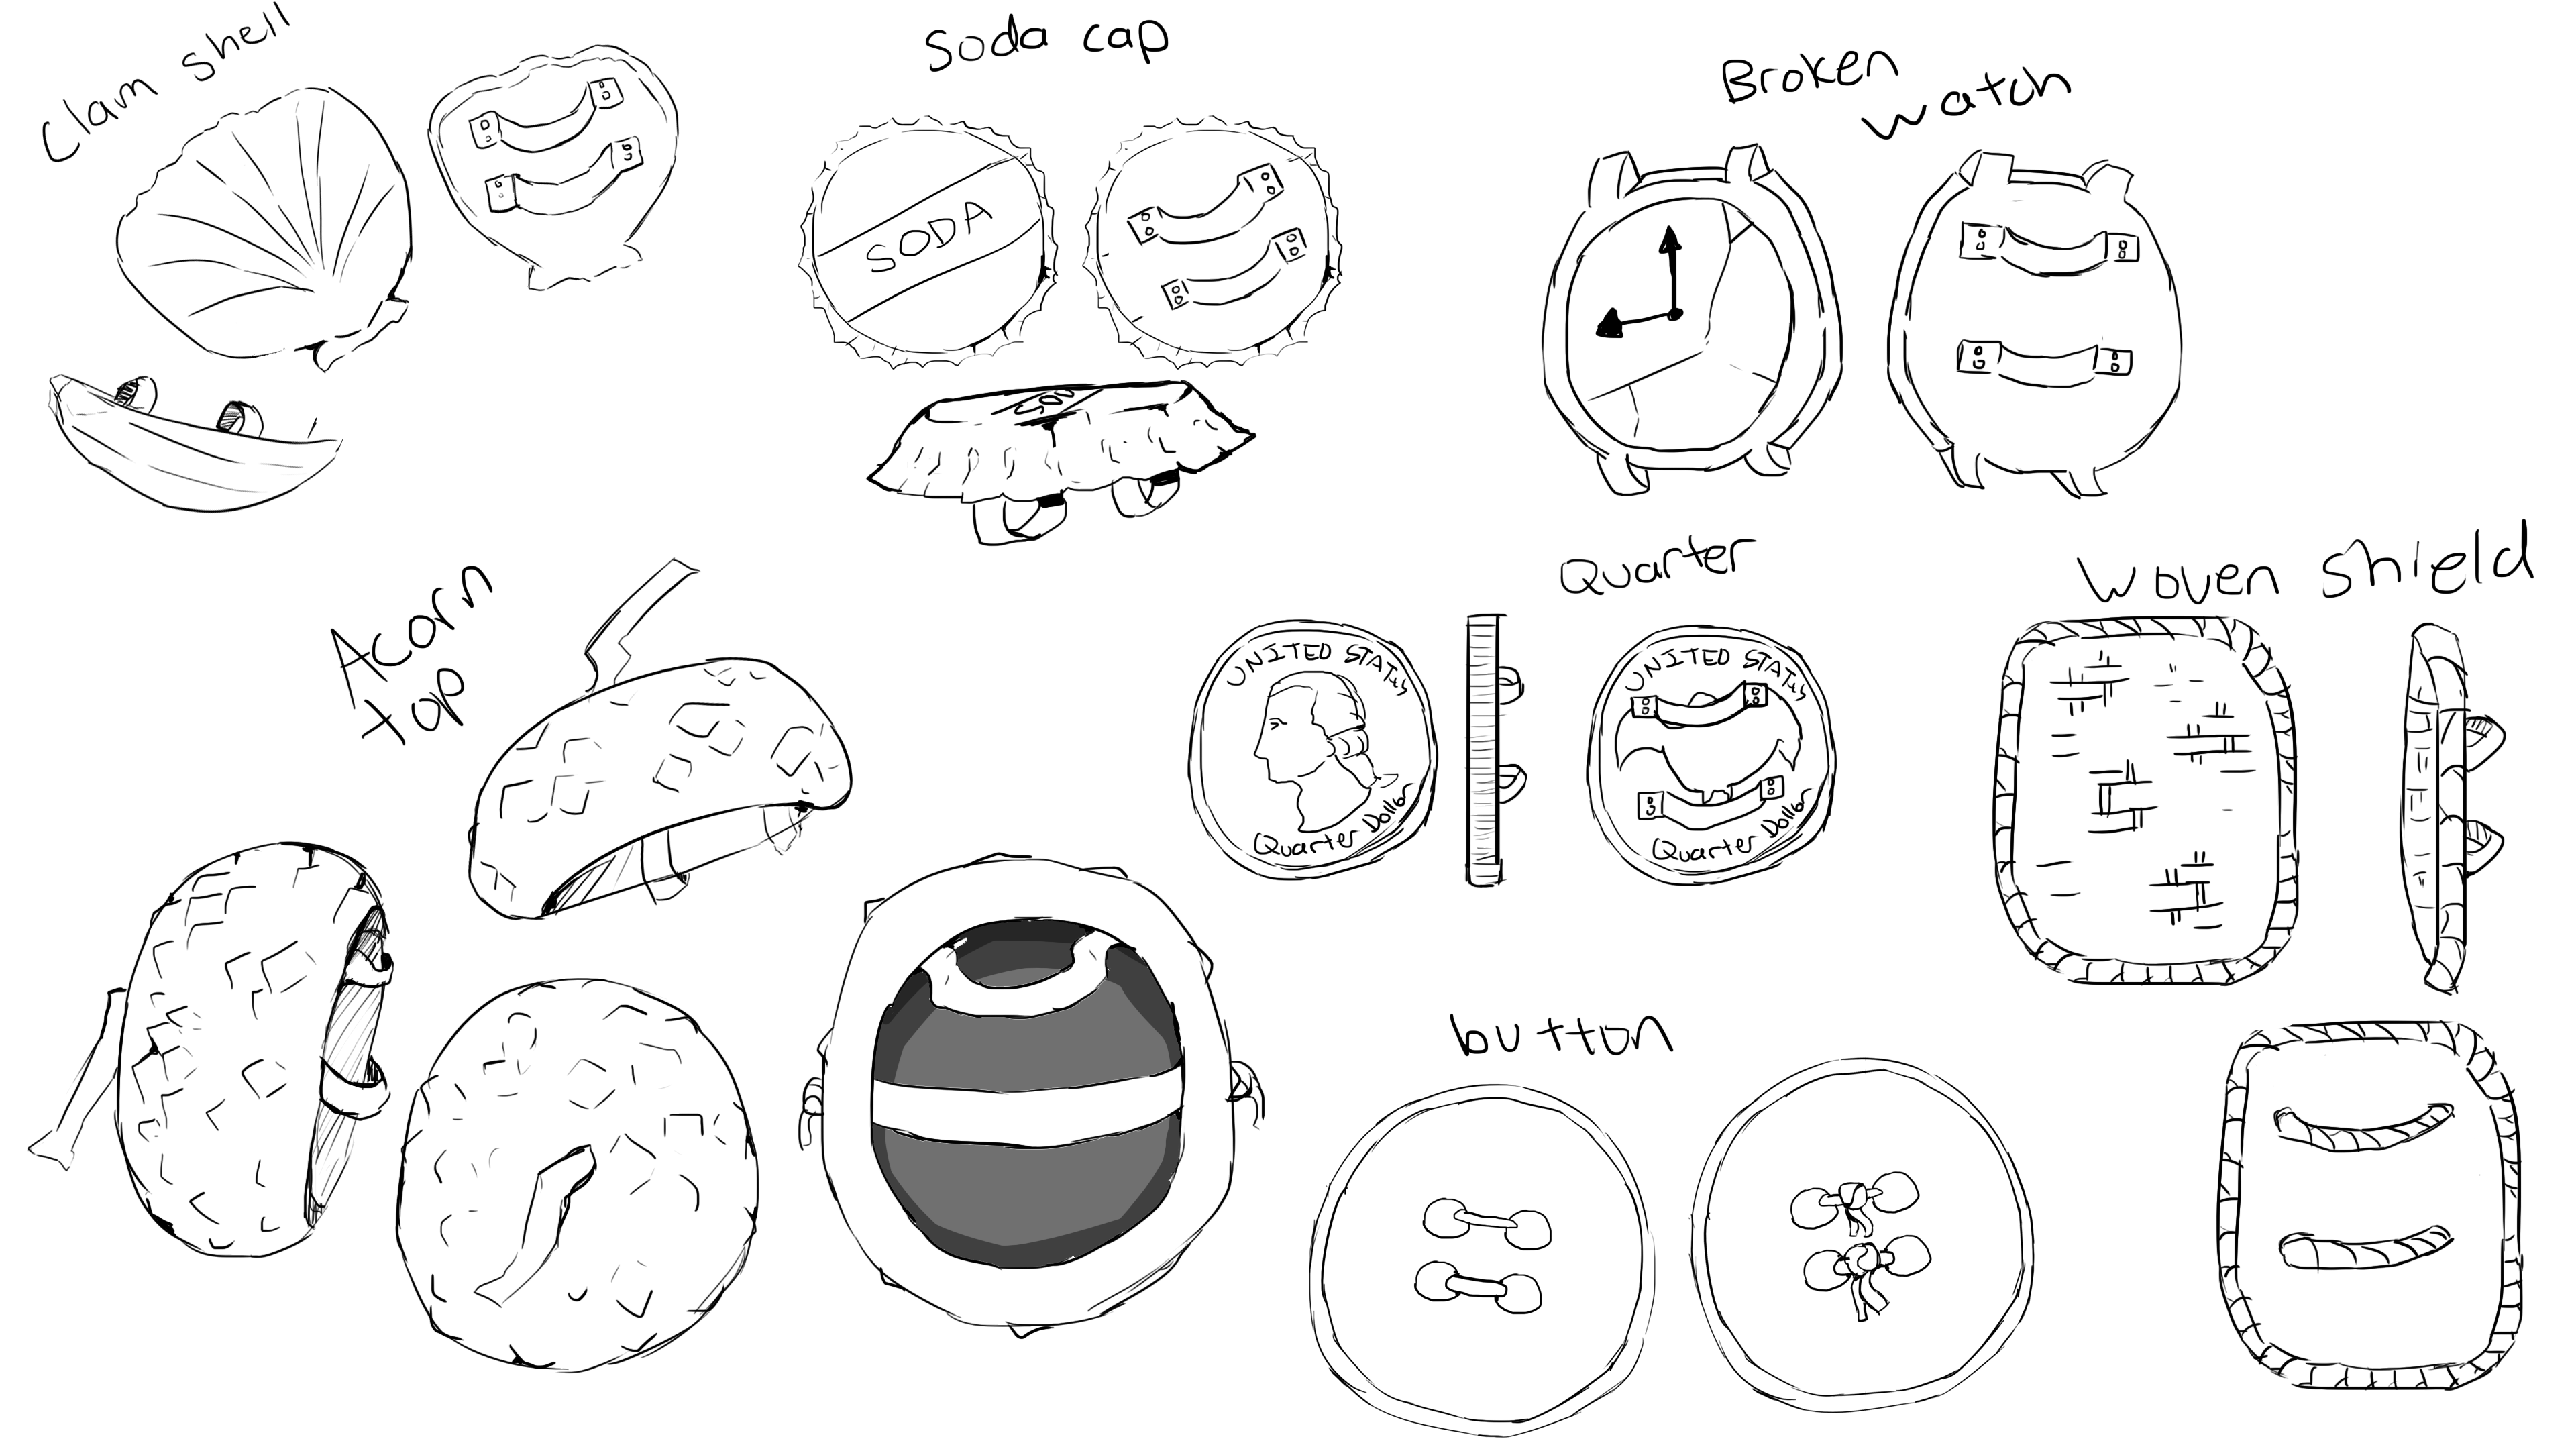 Clam shell
Soda cap
SODA
SOD
Broken
watch
Acorn
top
Quarter
UNITED STATES
Quarter Dollar
UNITED STATES
Quarter Dollar
Woven shield
button